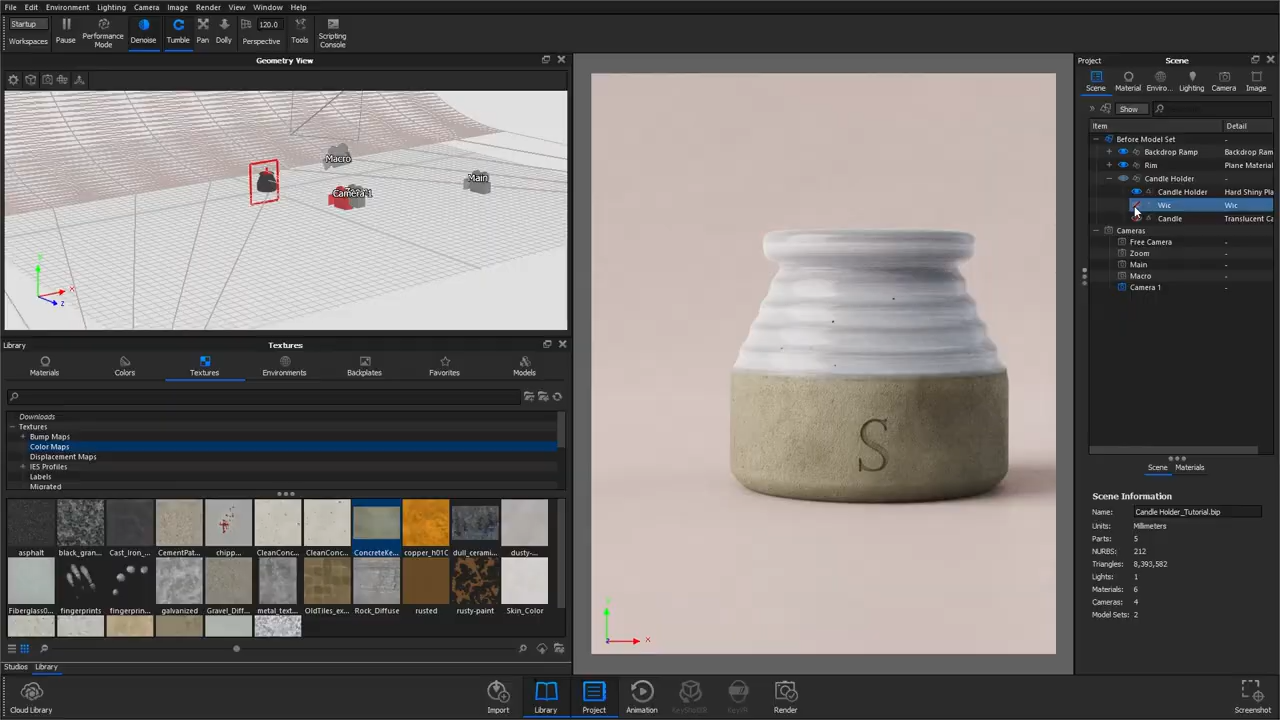 File Edit Environment Lighting Camera Image Render View Window Help
Startup
Workspaces
Pause
Performance Mode
Denoise
Tumble
Pan
Dolly
120.0
Perspective
Tools
Scripting Console
Geometry View
Macro
Main
Camera 1
Y
X
Z
Library
Textures
Materials Colors Textures Environments Backplates Favorites Models
Downloads
Textures
Bump Maps
Color Maps
Displacement Maps
IES Profiles
Labels
Migrated
asphalt black_gran... Cast_Iron_... CementPat... chipp... CleanConc... CleanConc... ConcreteKe... copper_h01C dull_cerami... dusty-...
Fiberglass0... fingerprints fingerprin... galvanized Gravel_Diff... metal_text... OldTiles_ex... Rock_Diffuse rusted rusty-paint Skin_Color
Studios Library
S
Y
X
Z
Project
Scene
Scene Material Enviro... Lighting Camera Image
Show
Item Detail
Before Model Set
Backdrop Ramp Backdrop Ram
Rim Plane Material
Candle Holder -
Candle Holder Hard Shiny Pla
Wic Wic
Candle Translucent Ca
Cameras
Free Camera -
Zoom -
Main -
Macro -
Camera 1 -
Scene Materials
Scene Information
Name: Candle Holder_Tutorial.bip
Units: Millimeters
Parts: 5
NURBS: 212
Triangles: 8,393,582
Lights: 1
Materials: 6
Cameras: 4
Model Sets: 2
Cloud Library Import Library Project Animation KeyShotXR KeyVR Render Screenshot